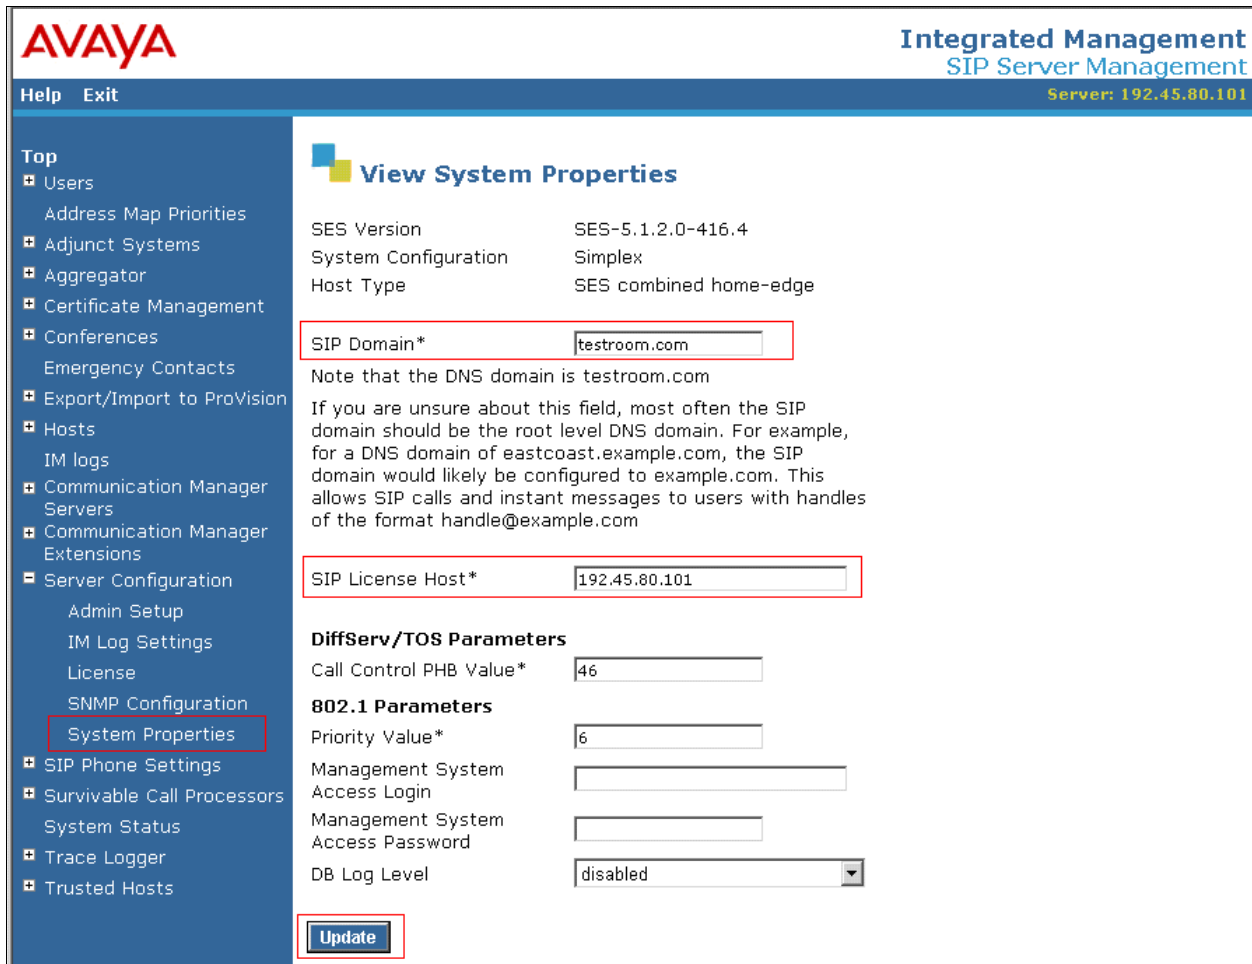 AVAYA
Integrated Management
SIP Server Management
Help Exit
Server: 192.45.80.101
Top
Users
Address Map Priorities
Adjunct Systems
Aggregator
Certificate Management
Conferences
Emergency Contacts
Export/Import to ProVision
Hosts
IM logs
Communication Manager
Servers
Communication Manager
Extensions
Server Configuration
Admin Setup
IM Log Settings
License
SNMP Configuration
System Properties
SIP Phone Settings
Survivable Call Processors
System Status
Trace Logger
Trusted Hosts
View System Properties
SES Version SES-5.1.2.0-416.4
System Configuration Simplex
Host Type SES combined home-edge
SIP Domain* testroom.com
Note that the DNS domain is testroom.com
If you are unsure about this field, most often the SIP
domain should be the root level DNS domain. For example,
for a DNS domain of eastcoast.example.com, the SIP
domain would likely be configured to example.com. This
allows SIP calls and instant messages to users with handles
of the format handle@example.com
SIP License Host* 192.45.80.101
DiffServ/TOS Parameters
Call Control PHB Value* 46
802.1 Parameters
Priority Value* 6
Management System
Access Login
Management System
Access Password
DB Log Level disabled
Update